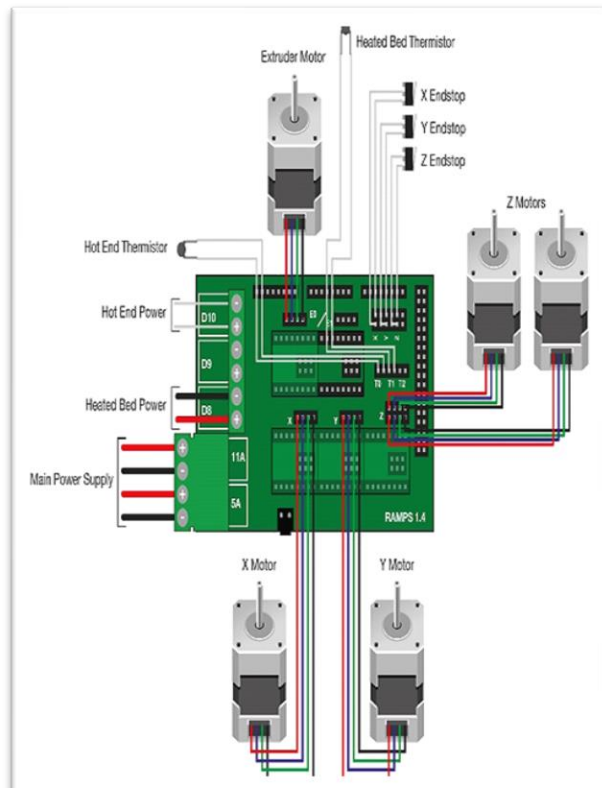 Heated Bed Thermistor
Extruder Motor
X Endstop
Y Endstop
Z Endstop
Z Motors
Hot End Thermistor
Hot End Power
D10
E0
X
Y
Z
D9
T0 T1 T2
Heated Bed Power
D8
X
Y
Z
Main Power Supply
11A
5A
RAMPS 1.4
X Motor
Y Motor